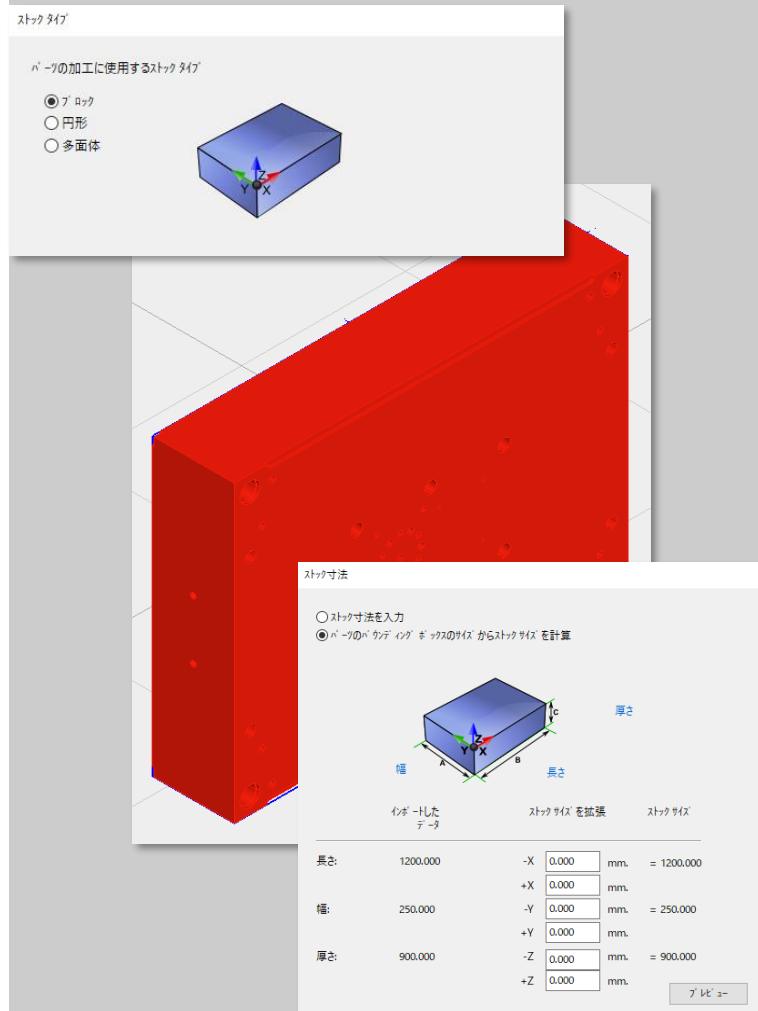 ストック タイプ
パーツの加工に使用するストック タイプ
ブロック
円形
多面体
Z
Y X
ストック寸法
ストック寸法を入力
パーツのバウンディング ボックスのサイズからストック サイズを計算
C 厚さ
Z
Y X
A B
幅 長さ
インポートした
データ ストック サイズを拡張 ストック サイズ
長さ: 1200.000 -X 0.000 mm. = 1200.000
+X 0.000 mm.
幅: 250.000 -Y 0.000 mm. = 250.000
+Y 0.000 mm.
厚さ: 900.000 -Z 0.000 mm. = 900.000
+Z 0.000 mm.
プレビュー